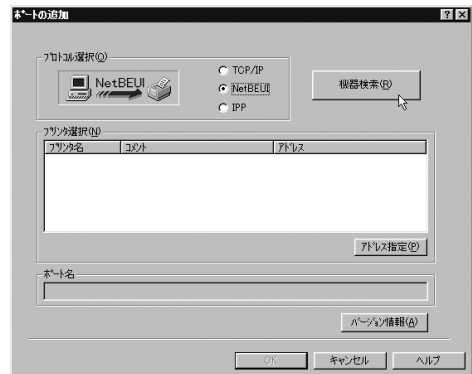 ﾎﾟｰﾄの追加
ﾌﾟﾛﾄｺﾙ選択(O)
NetBEUI
TCP/IP
NetBEUI
IPP
機器検索(R)
ﾌﾟﾘﾝﾀ選択(N)
ﾌﾟﾘﾝﾀ名 ｺﾒﾝﾄ ｱﾄﾞﾚｽ
ｱﾄﾞﾚｽ指定(P)
ﾎﾟｰﾄ名
ﾊﾞｰｼﾞｮﾝ情報(A)
OK キャンセル ヘルプ